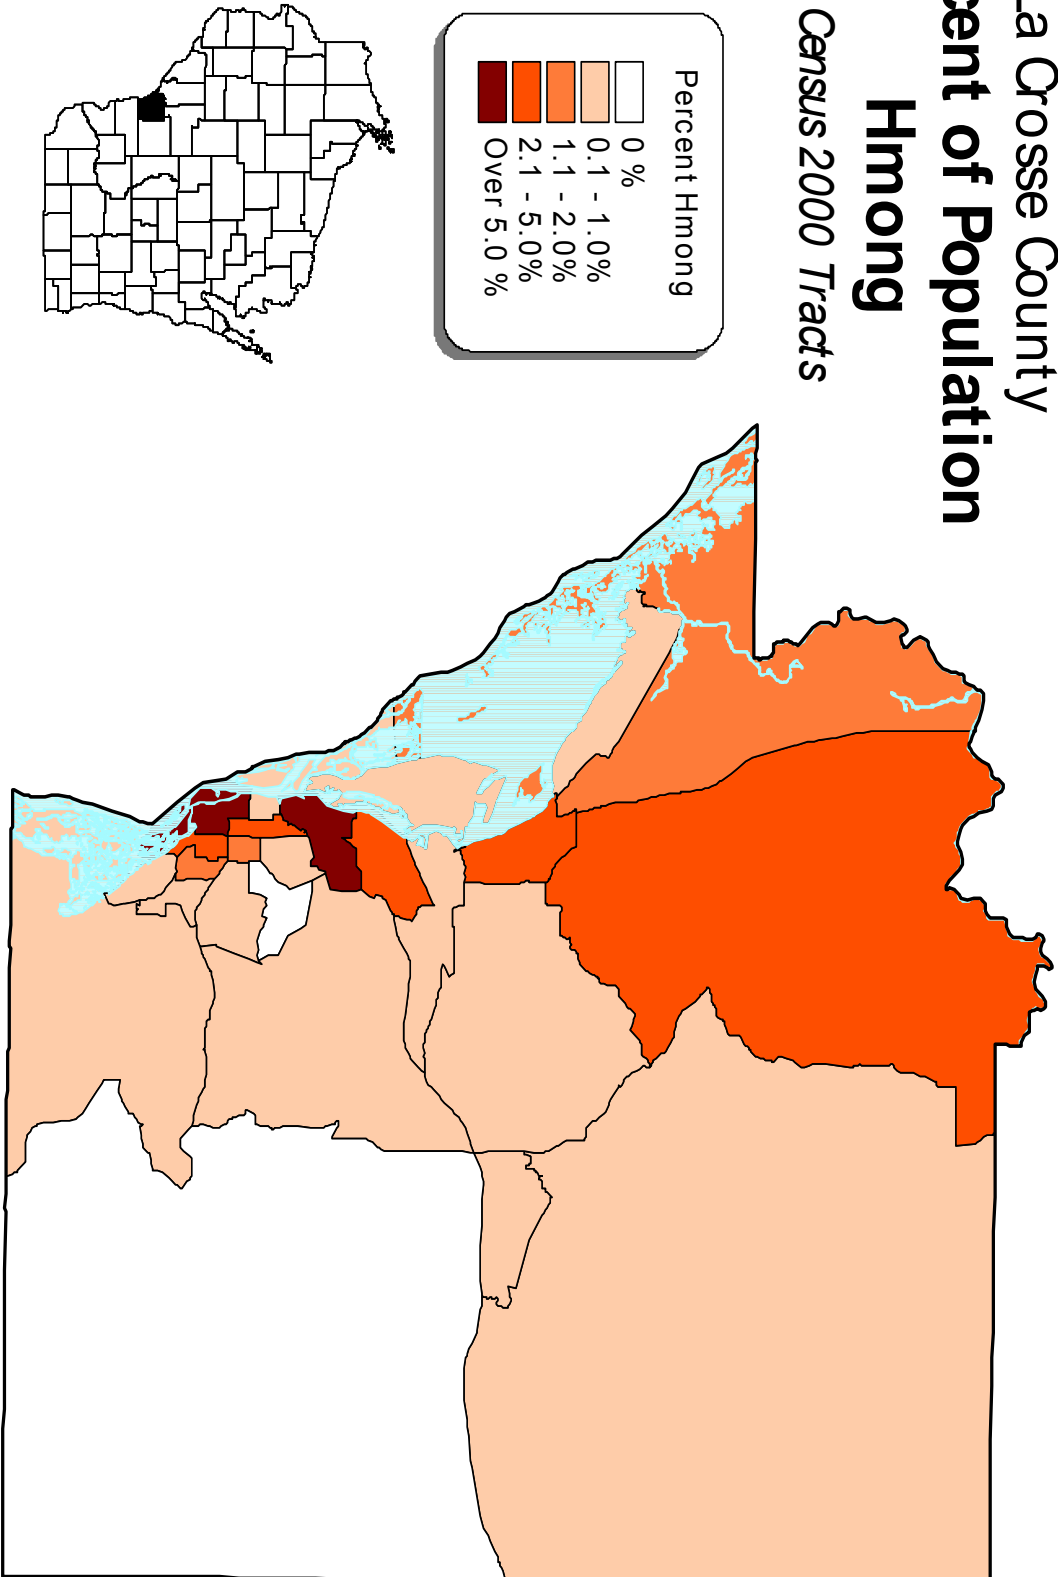 Crosse County
of Population
Hmong
Census 2000 Tracts
Percent Hmong
0 %
0.1 - 1.0%
1.1 - 2.0%
2.1 - 5.0%
Over 5.0 %